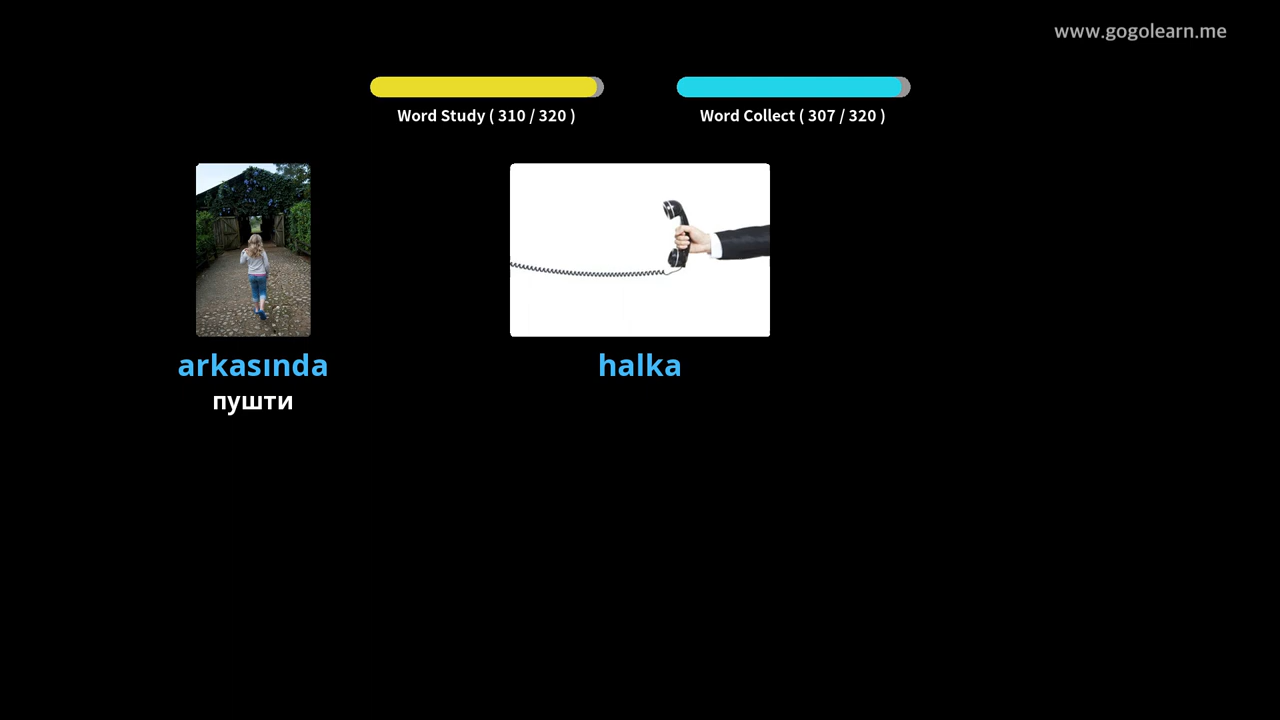 www.gogolearn.me
Word Study ( 310 / 320 )
Word Collect ( 307 / 320 )
arkasında
пушти
halka